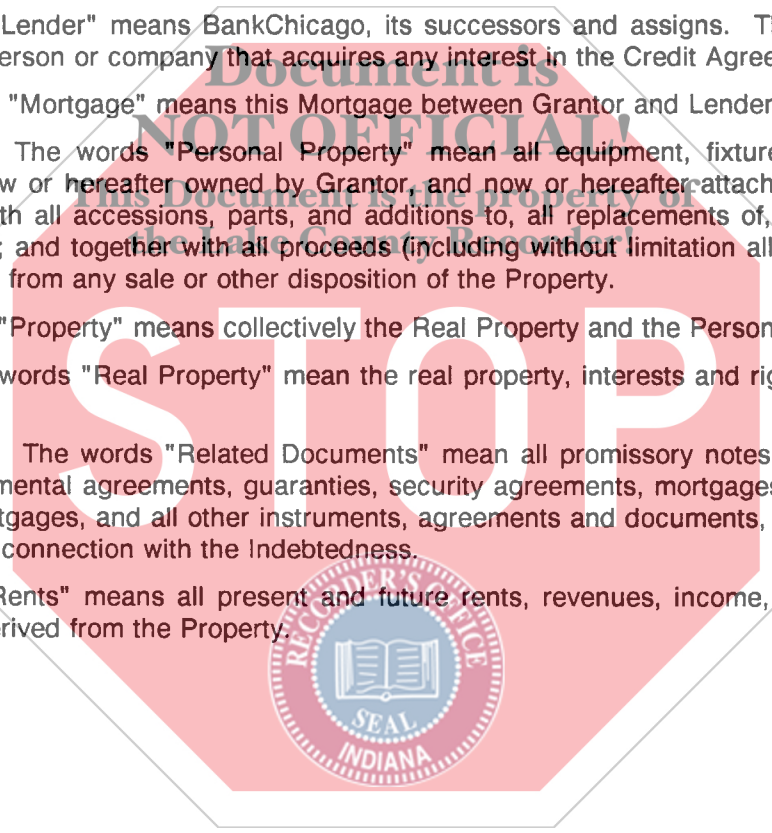 Lender" means BankChicago, its successors and assigns. T
erson or company that acquires any interest in the Credit Agree
Document is
"Mortgage" means this Mortgage between Grantor and Lender
NOT OFFICIAL!
The words "Personal Property" mean all equipment, fixture
w or hereafter owned by Grantor, and now or hereafter attach
This Document is the property of
th all accessions, parts, and additions to, all replacements of,
the Lake County Recorder!
; and together with all proceeds (including without limitation all
from any sale or other disposition of the Property.
STOP
"Property" means collectively the Real Property and the Person
words "Real Property" mean the real property, interests and rig
The words "Related Documents" mean all promissory notes
mental agreements, guaranties, security agreements, mortgages
tgages, and all other instruments, agreements and documents,
connection with the Indebtedness.
Rents" means all present and future rents, revenues, income,
erived from the Property.
RECORDER'S OFFICE
SEAL
INDIANA